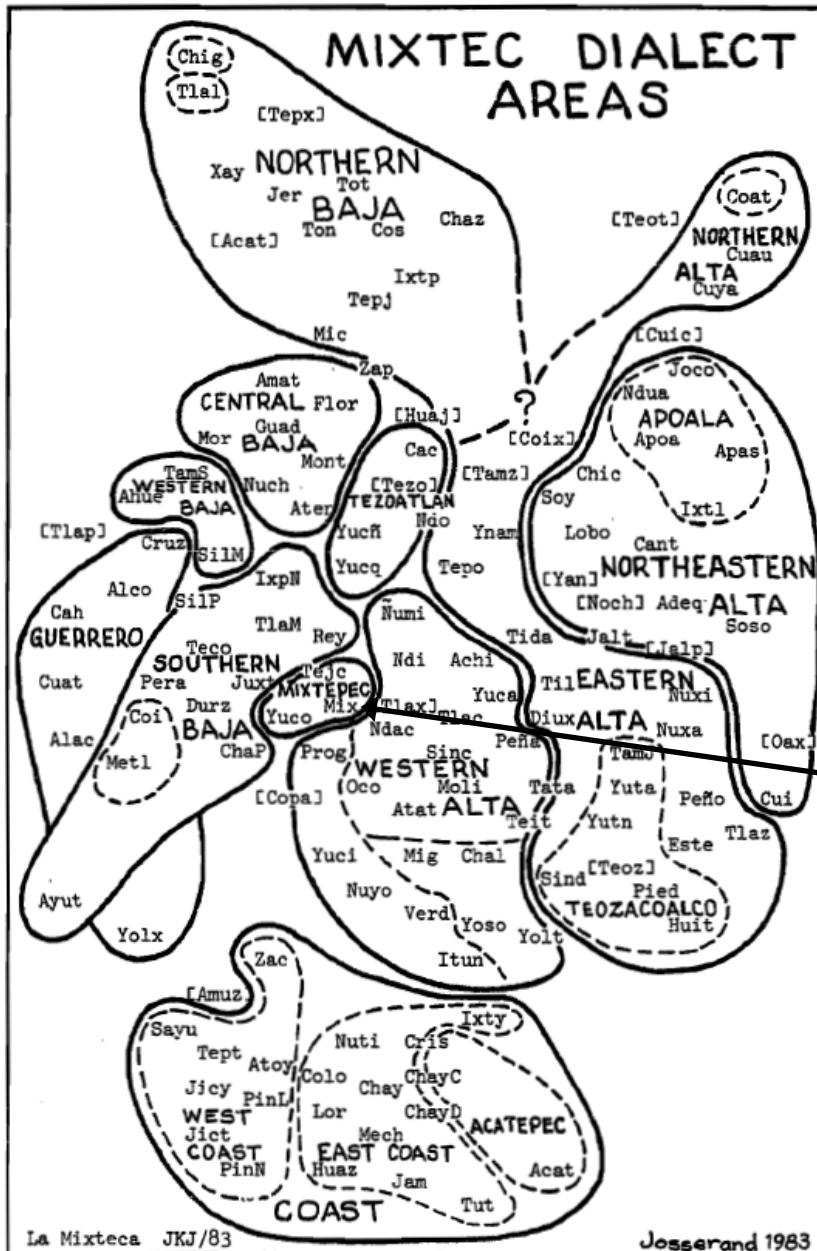 MIXTEC DIALECT
AREAS
Chig
Tlal
[Tepx]
NORTHERN
Xay
Tot
Jer
BAJA
Chaz
Ton Cos
[Acat]
Ixtp
Tepj
Mic
Zap
Coat
[Teot]
NORTHERN
Cuau
ALTA
Cuya
[Cuic]
Amat
CENTRAL Flor
Guad
Mor BAJA
Mont
Nuch
Aten
[Huaj]
Cac
[Tezo]
TEZOATLAN
Ndo
Yucñ
Yucq
?
[Coix]
[Tamz]
Ynam
Tepo
Joco
Ndua
APOALA
Apoa Apas
Ixtl
Chic
Soy
Lobo Cant
[Yan] NORTHEASTERN
[Noch] Adeq ALTA
Soso
Tida Jalt [Jalp]
TamS
WESTERN
Ahue
BAJA
[Tlap]
Cruz
SilM
Alco
SilP
IxpN
Cah
TlaM
GUERRERO
Rey
Teco
SOUTHERN
Cuat
Pera Juxt
Tejc
MIXTEPEC
Durz
Coi
Yuco Mix
BAJA
Alac
Metl
ChaP
Ñumi
Ndi Achi
Yuca
[Tlax]
Tlac
Ndac
Diux
Peña
Prog
Sinc
WESTERN
[Copa]
Oco
Moli
Tata
ALTA
Atat
Teit
Yuci
Mig Chal
Nuyo
Verd
Yoso
Yolt
Itun
Til EASTERN
Nuxi
ALTA
Nuxa
TamJ
[Oax]
Yuta
Peño
Cui
Yutn
Tlaz
Este
Sind
[Teoz]
Pied
TEOZACOALCO
Huit
Ayut
Yolx
Zac
[Amuz]
Sayu
Tept
Atoy
Jicy
PinL
WEST
Jict
COAST
PinN
Ixty
Nuti Cris
Colo
ChayC
Chay
Lor
ChayD
ACATEPEC
Mech
EAST COAST
Huaz
Acat
Jam
Tut
COAST
La Mixteca JKJ/83
Josserand 1983